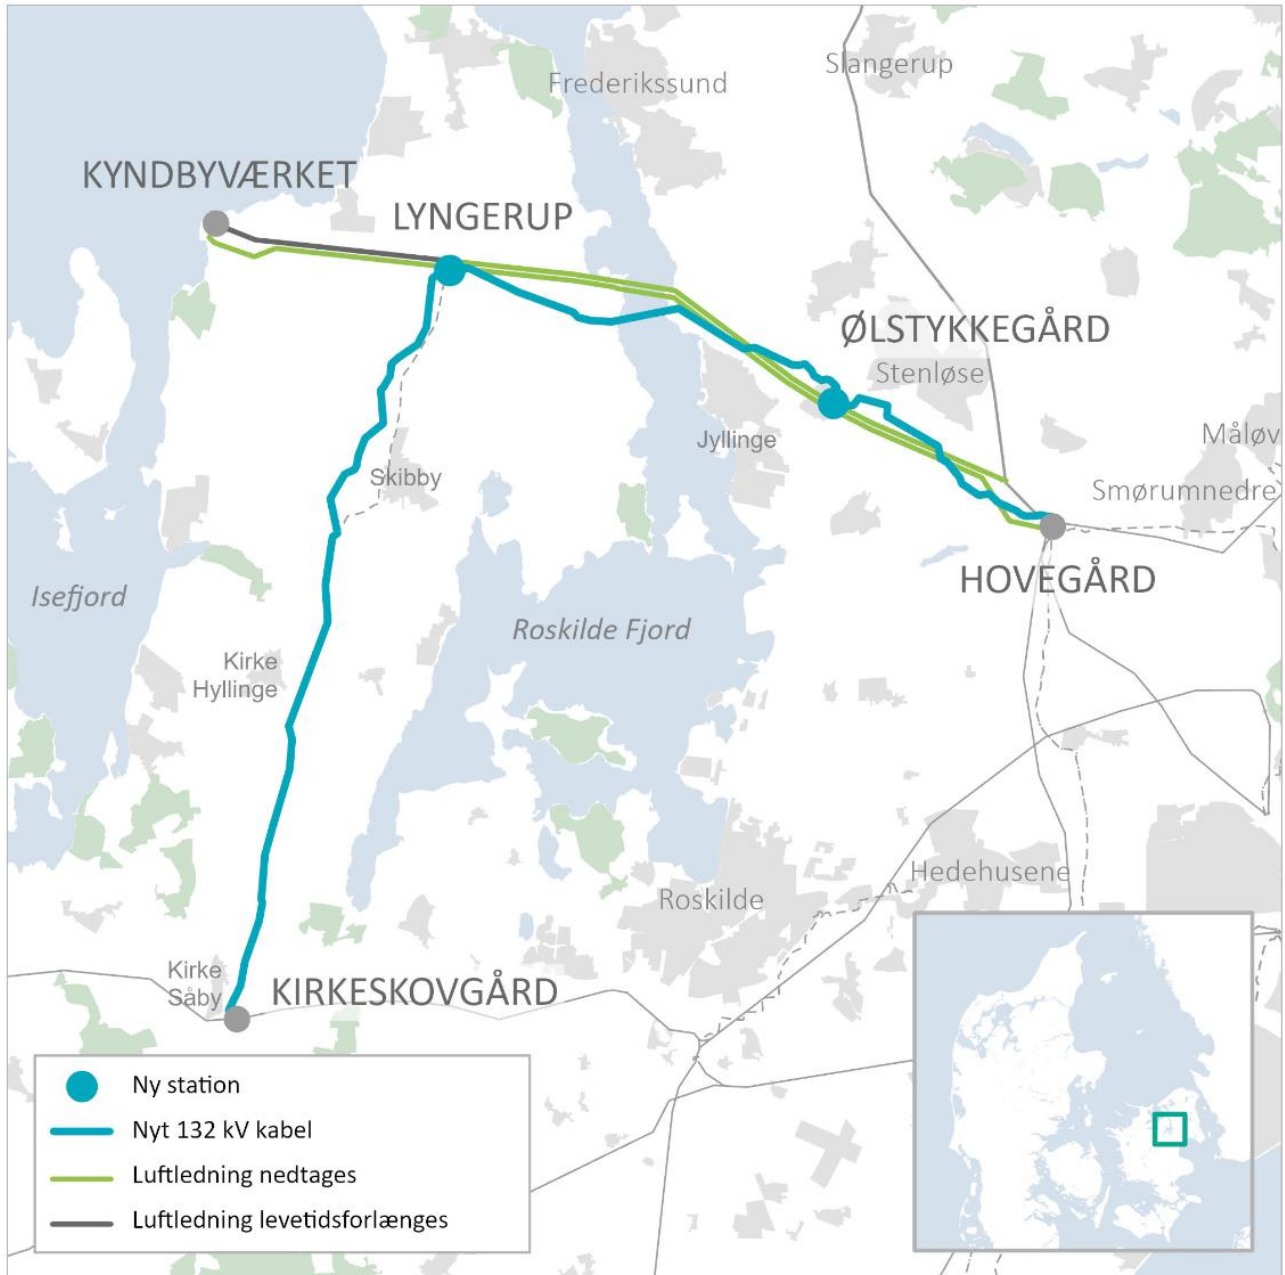 Frederikssund
Slangerup
KYNDBYVÆRKET
LYNGERUP
ØLSTYKKEGÅRD
Stenløse
Jyllinge
Måløv
Skibby
Smørumnedre
HOVEGÅRD
Isefjord
Roskilde Fjord
Kirke
Hyllinge
Hedehusene
Roskilde
Kirke
Såby
KIRKESKOVGÅRD
Ny station
Nyt 132 kV kabel
Luftledning nedtages
Luftledning levetidsforlænges